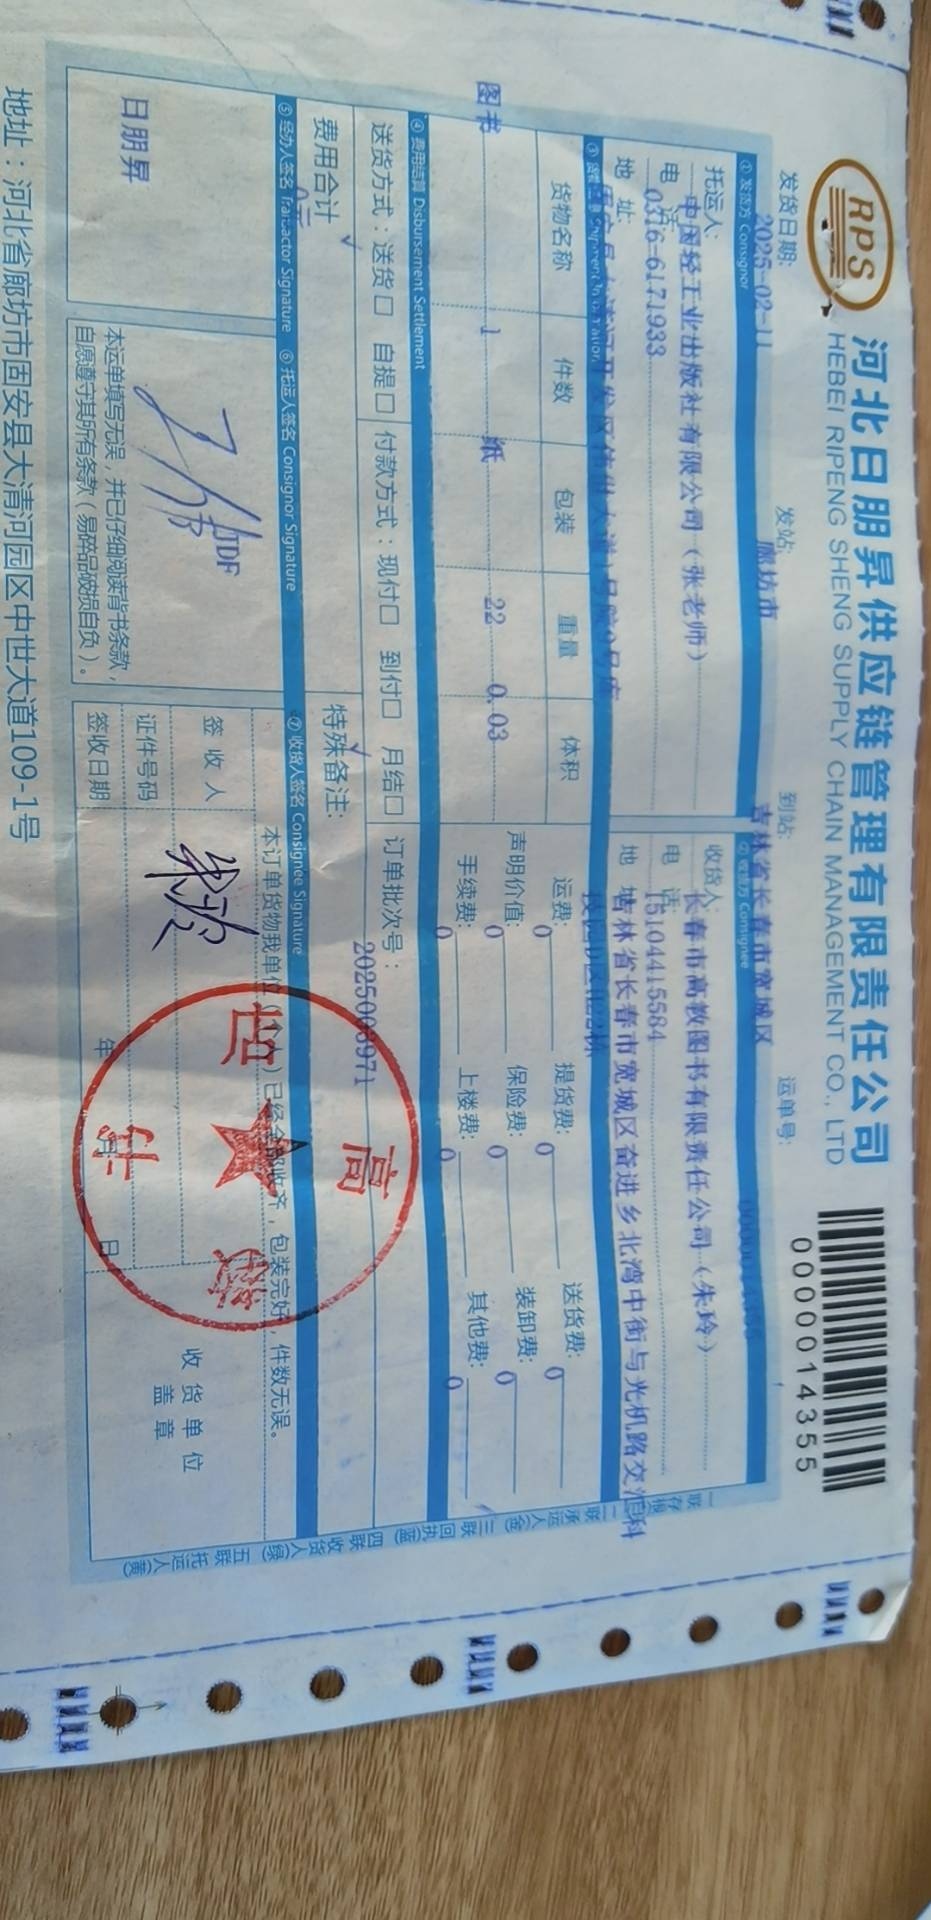 RPS
河北日朋昇供应链管理有限责任公司
HEBEI RIPENG SHENG SUPPLY CHAIN MANAGEMENT CO., LTD
0000014355
发货日期: 2025-02-11 发站: 廊坊市 到站: 吉林省长春市宽城区 运单号: 0000014355
① 发货方 Consignor ② 收货方 Consignee
托运人: 中国轻工业出版社有限公司（张老师） 收货人: 长春市高教图书有限责任公司（朱玲）
电 话: 0316-6171933 电 话: 15104415584
地 址: 地 址: 吉林省长春市宽城区奋进乡北湾中街与光机路交汇
货物名称 件数 包装 重量 体积 运费: 0 提货费: 0 送货费: 0
图书 1 纸 22 0.03 声明价值: 0 保险费: 0 装卸费: 0
手续费: 0 上楼费: 0 其他费: 0
④ 费用结算 Disbursement Settlement
送货方式：送货□ 自提□ 付款方式：现付□ 到付□ 月结□ 订单批次号：
费用合计 0元 特殊备注：
⑤ 经办人签名 Tranactor Signature ⑥ 托运人签名 Consignor Signature ⑦ 收货人签名 Consignee Signature
日朋昇
JDF
本运单填写无误，并已仔细阅读背书条款，
自愿遵守其所有条款（易碎品破损自负）。
本订单货物我单位（个人）已经全部收齐，包装完好，件数无误。
签 收 人
证件号码
签收日期 年 月 日
收 货 单 位
盖 章
高
一联 存根 二联 承运人(金) 三联 回执(蓝) 四联 收货人(绿) 五联 托运人(黄)
地址：河北省廊坊市固安县大清河园区中世大道109-1号